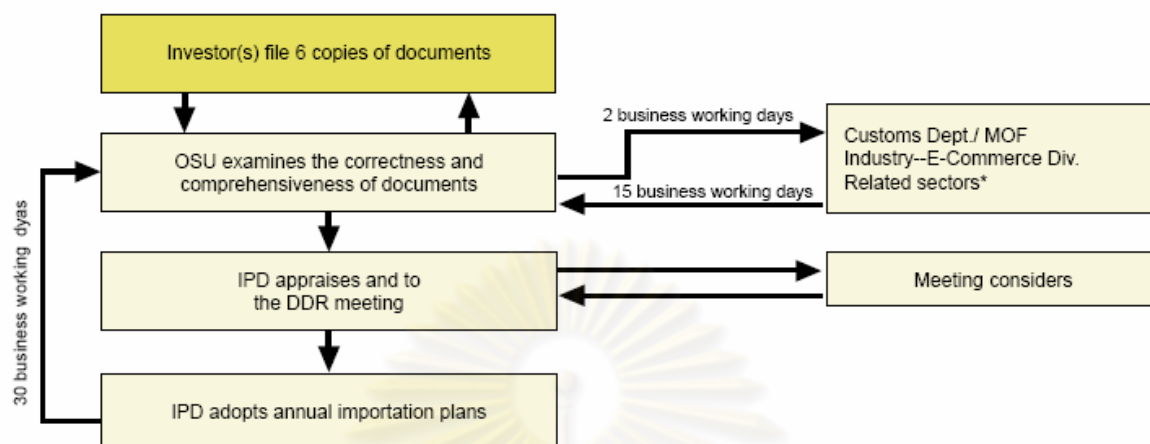 Investor(s) file 6 copies of documents
2 business working days
OSU examines the correctness and
comprehensiveness of documents
Customs Dept./ MOF
Industry--E-Commerce Div.
Related sectors*
15 business working days
IPD appraises and to
the DDR meeting
Meeting considers
IPD adopts annual importation plans
30 business working dyas